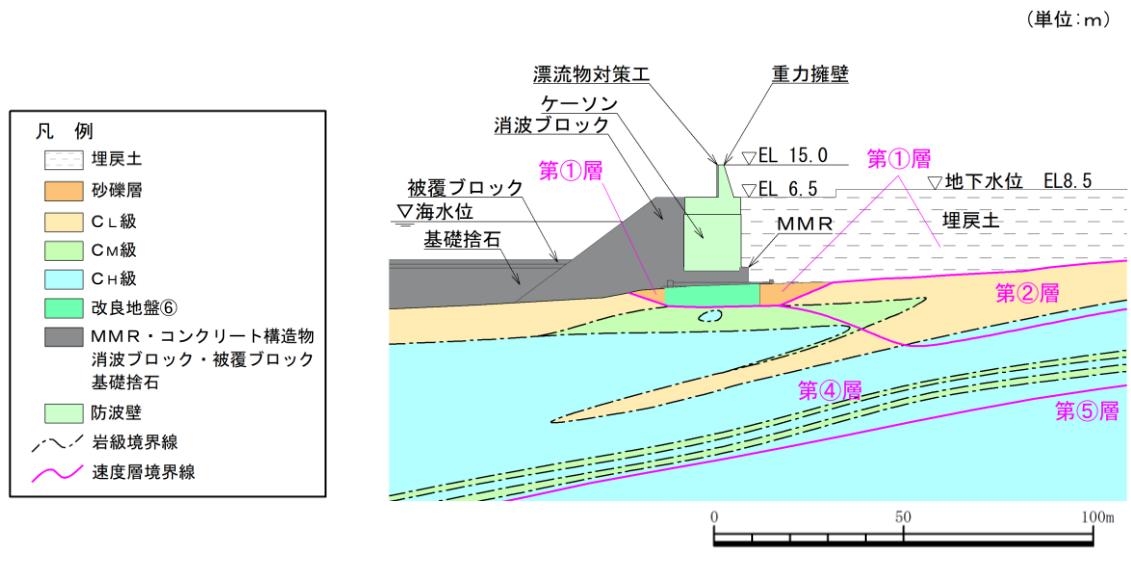 （単位：ｍ）
凡　例
埋戻土
砂礫層
ＣＬ級
ＣＭ級
ＣＨ級
改良地盤⑥
ＭＭＲ・コンクリート構造物
消波ブロック・被覆ブロック
基礎捨石
防波壁
岩級境界線
速度層境界線
漂流物対策工
重力擁壁
ケーソン
消波ブロック
第①層
▽EL 15.0
第①層
被覆ブロック
▽EL 6.5
▽地下水位　EL8.5
▽海水位
ＭＭＲ
埋戻土
基礎捨石
第②層
第④層
第⑤層
0
50
100m